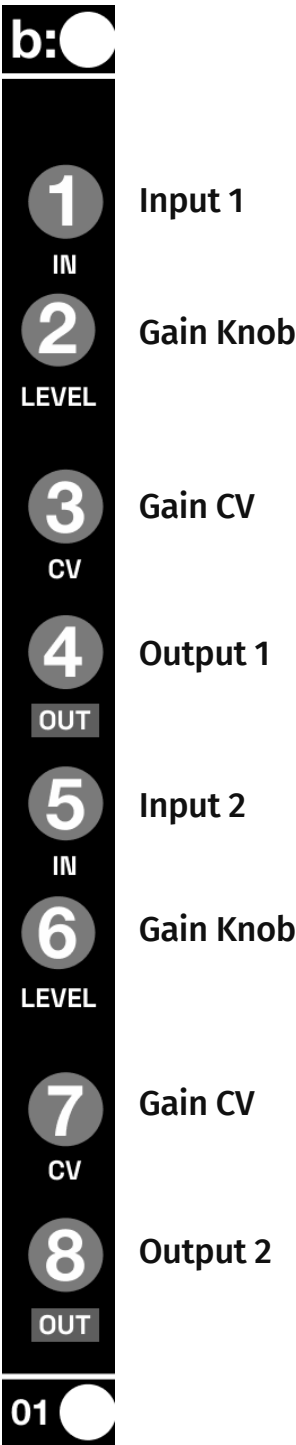 b:
1 Input 1
IN
2 Gain Knob
LEVEL
3 Gain CV
CV
4 Output 1
OUT
5 Input 2
IN
6 Gain Knob
LEVEL
7 Gain CV
CV
8 Output 2
OUT
01